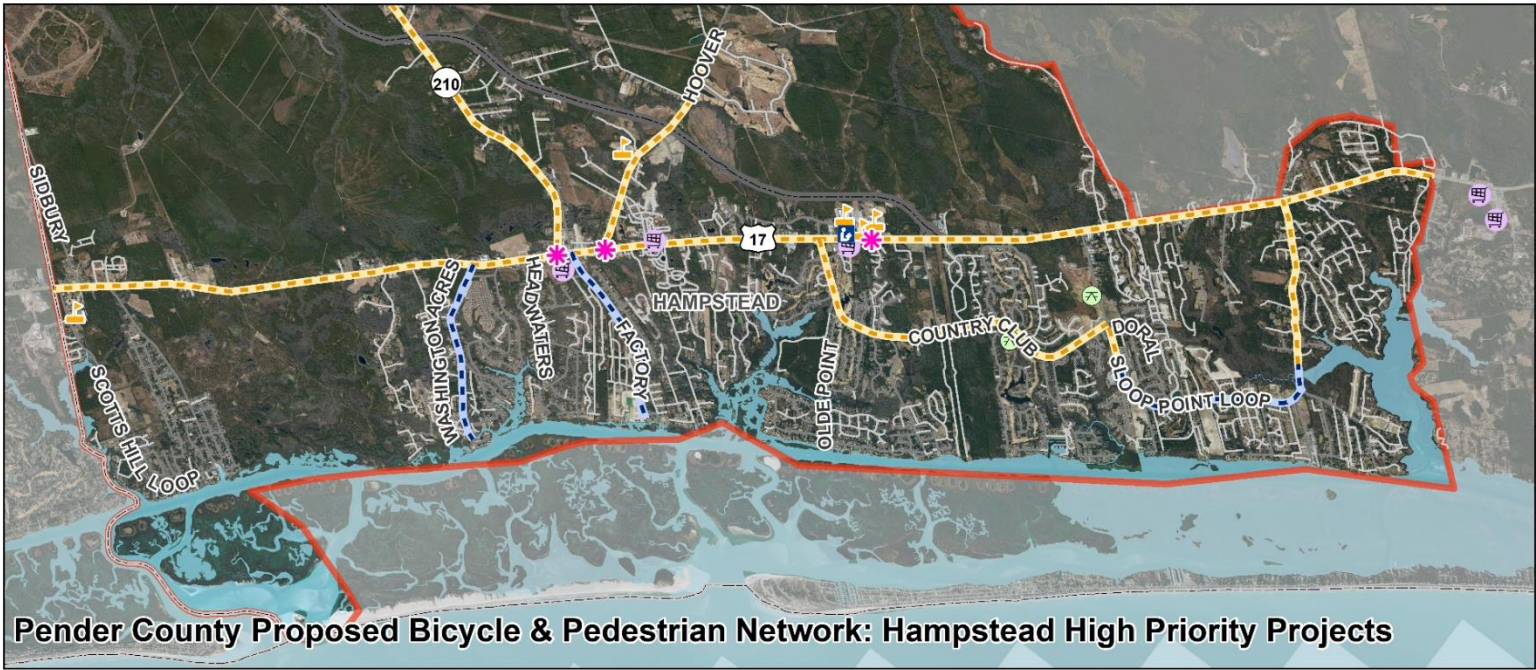 210
HOOVER
SIDBURY
17
WASHINGTON ACRES
HEADWATERS
HAMPSTEAD
FACTORY
OLDE POINT
COUNTRY CLUB
DORAL
SLOOP POINT LOOP
SCOTTS HILL LOOP
Pender County Proposed Bicycle & Pedestrian Network: Hampstead High Priority Projects